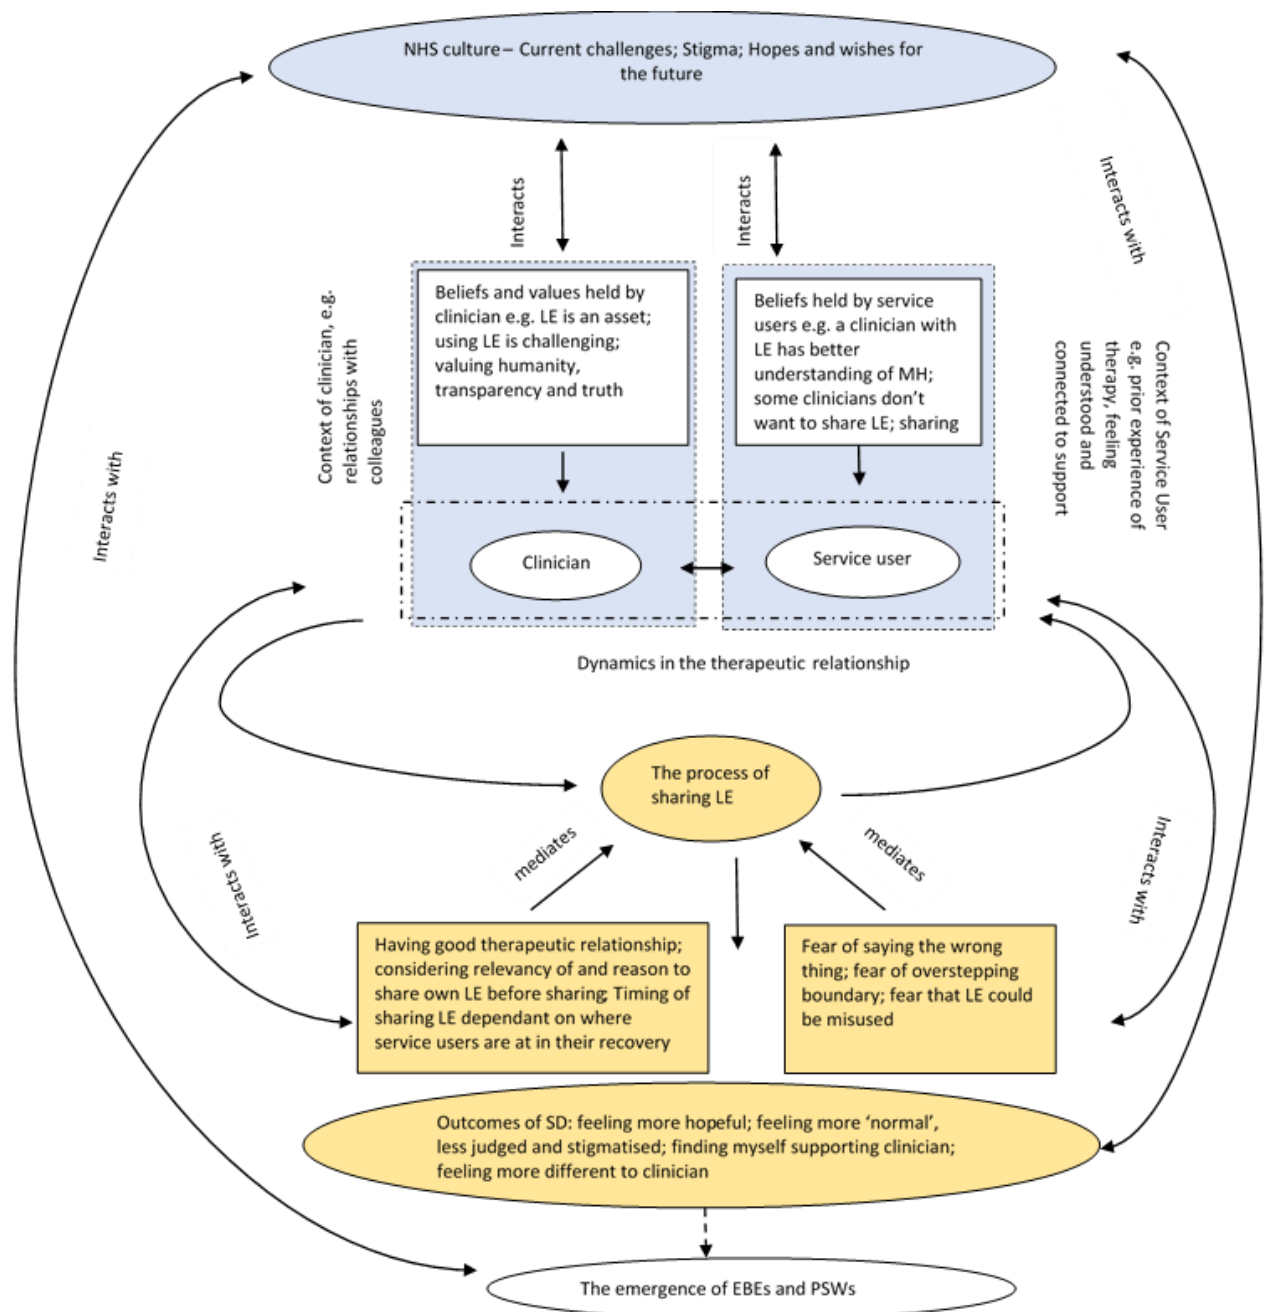 NHS culture – Current challenges; Stigma; Hopes and wishes for
the future
Interacts
Interacts
Interacts with
Context of clinician, e.g.
relationships with
colleagues
Beliefs and values held by
clinician e.g. LE is an asset;
using LE is challenging;
valuing humanity,
transparency and truth
Beliefs held by service
users e.g. a clinician with
LE has better
understanding of MH;
some clinicians don't
want to share LE; sharing
Context of Service User
e.g. prior experience of
therapy, feeling
understood and
connected to support
Interacts with
Clinician
Service user
Dynamics in the therapeutic relationship
The process of
sharing LE
mediates
mediates
Interacts with
Interacts with
Having good therapeutic relationship;
considering relevancy of and reason to
share own LE before sharing; Timing of
sharing LE dependant on where
service users are at in their recovery
Fear of saying the wrong
thing; fear of overstepping
boundary; fear that LE could
be misused
Outcomes of SD: feeling more hopeful; feeling more ‘normal’,
less judged and stigmatised; finding myself supporting clinician;
feeling more different to clinician
The emergence of EBEs and PSWs